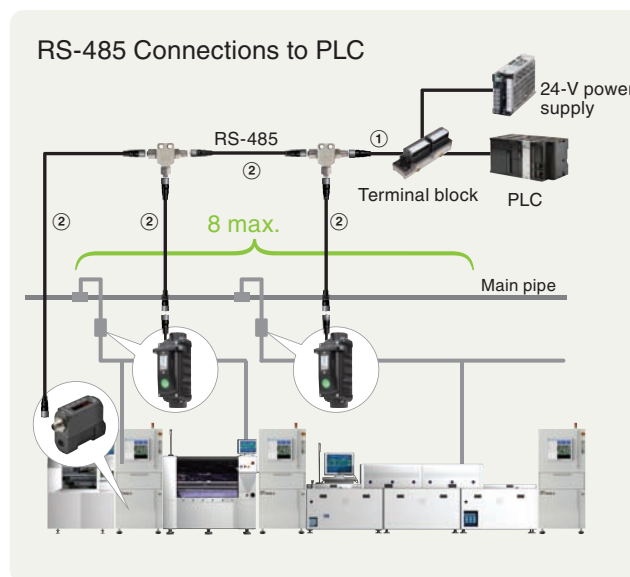 RS-485 Connections to PLC
24-V power
supply
RS-485
①
②
Terminal block
PLC
②
②
8 max.
②
Main pipe